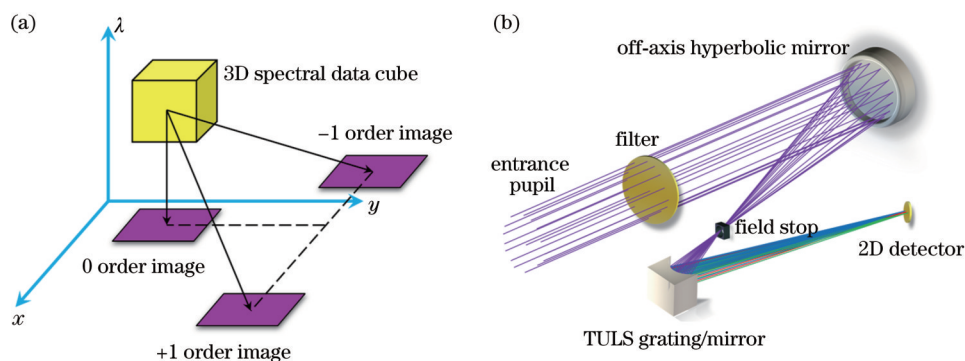 (a)
λ
3D spectral data cube
−1 order image
y
0 order image
x
+1 order image
(b)
off-axis hyperbolic mirror
filter
entrance
pupil
field stop
2D detector
TULS grating/mirror